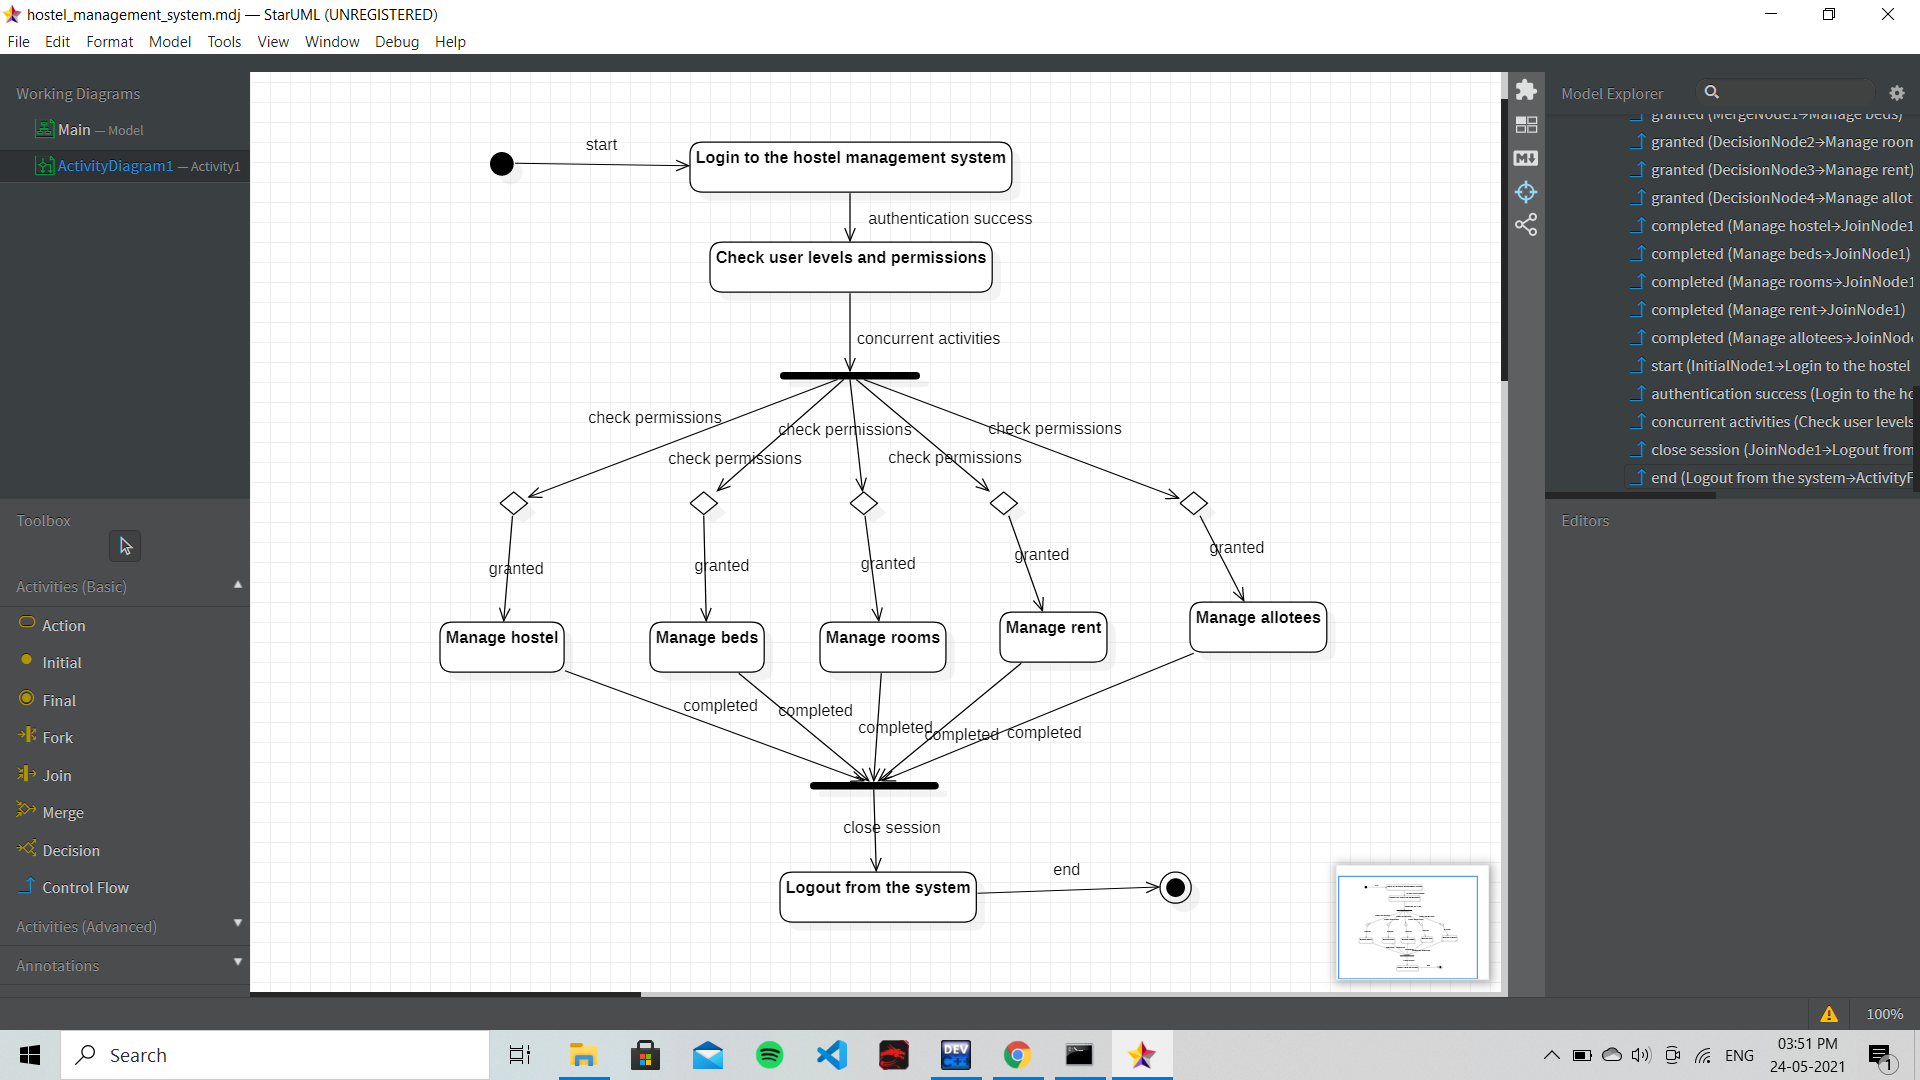 hostel_management_system.mdj — StarUML (UNREGISTERED)
File Edit Format Model Tools View Window Debug Help
Working Diagrams
Main — Model
ActivityDiagram1 — Activity1
Toolbox
Activities (Basic)
Action
Initial
Final
Fork
Join
Merge
Decision
Control Flow
Activities (Advanced)
Annotations
start
Login to the hostel management system
authentication success
Check user levels and permissions
concurrent activities
check permissions
check permissions
check permissions
check permissions
check permissions
granted
granted
granted
granted
granted
Manage hostel
Manage beds
Manage rooms
Manage rent
Manage allotees
completed
completed
completed
completed
completed
close session
Logout from the system
end
Model Explorer
granted (MergeNode1→Manage beds)
granted (DecisionNode2→Manage room
granted (DecisionNode3→Manage rent)
granted (DecisionNode4→Manage allot
completed (Manage hostel→JoinNode1
completed (Manage beds→JoinNode1)
completed (Manage rooms→JoinNode1
completed (Manage rent→JoinNode1)
completed (Manage allotees→JoinNode
start (InitialNode1→Login to the hostel
authentication success (Login to the ho
concurrent activities (Check user levels
close session (JoinNode1→Logout from
end (Logout from the system→ActivityF
Editors
100%
Search
DEV
C++
ENG
03:51 PM
24-05-2021
1